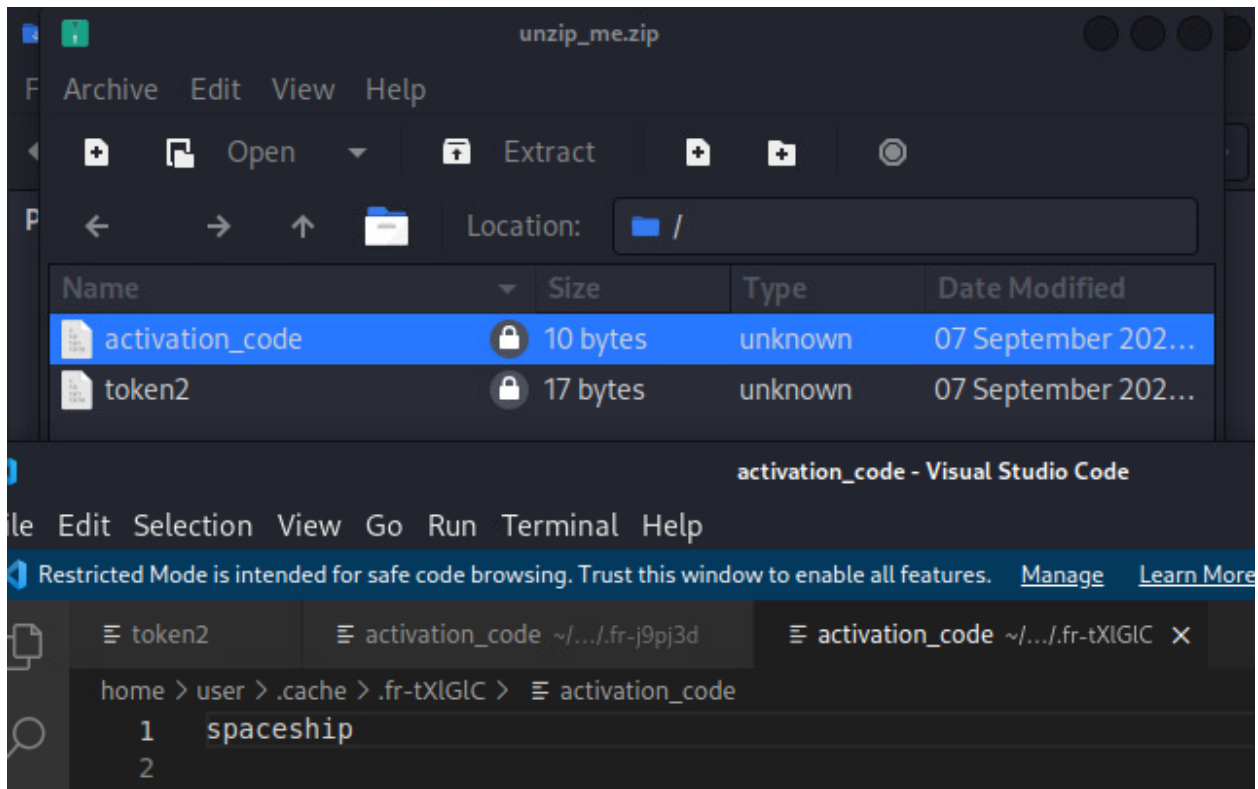 unzip_me.zip
F Archive Edit View Help
Open Extract
P Location: /
Name Size Type Date Modified
activation_code 10 bytes unknown 07 September 202...
token2 17 bytes unknown 07 September 202...
activation_code - Visual Studio Code
ile Edit Selection View Go Run Terminal Help
Restricted Mode is intended for safe code browsing. Trust this window to enable all features. Manage Learn More
token2 activation_code ~/.../.fr-j9pj3d activation_code ~/.../.fr-tXlGlC
home > user > .cache > .fr-tXlGlC > activation_code
1 spaceship
2